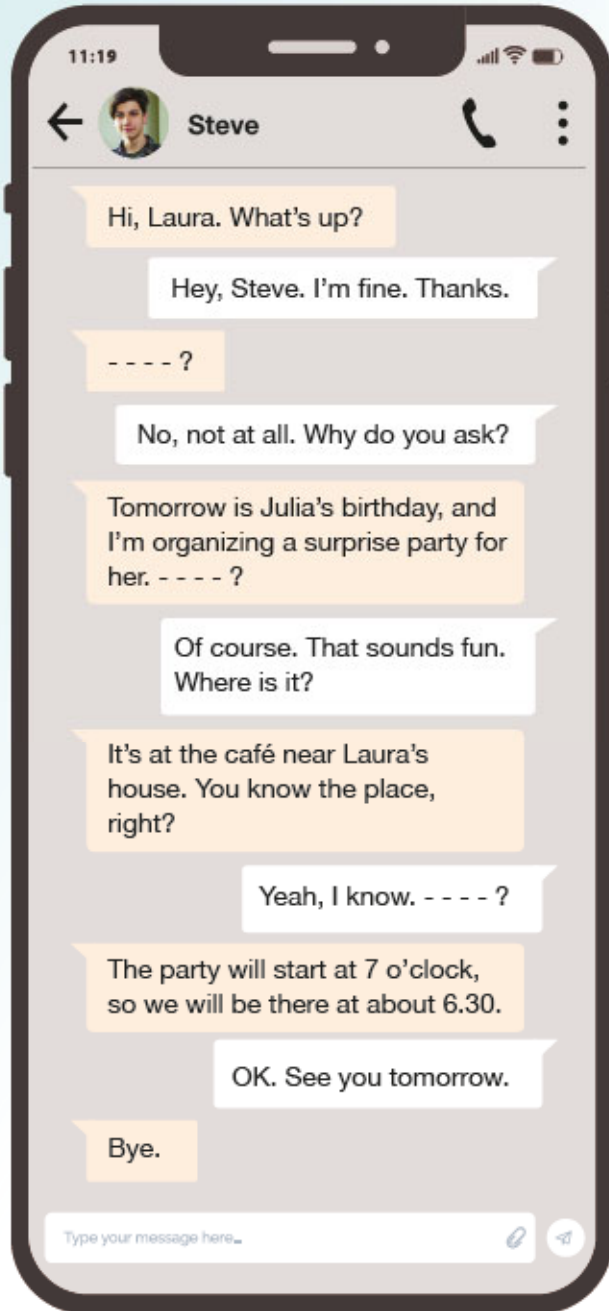 11:19
Steve
Hi, Laura. What’s up?
Hey, Steve. I’m fine. Thanks.
- - - - ?
No, not at all. Why do you ask?
Tomorrow is Julia’s birthday, and
I’m organizing a surprise party for
her. - - - - ?
Of course. That sounds fun.
Where is it?
It’s at the café near Laura’s
house. You know the place,
right?
Yeah, I know. - - - - ?
The party will start at 7 o’clock,
so we will be there at about 6.30.
OK. See you tomorrow.
Bye.
Type your message here...